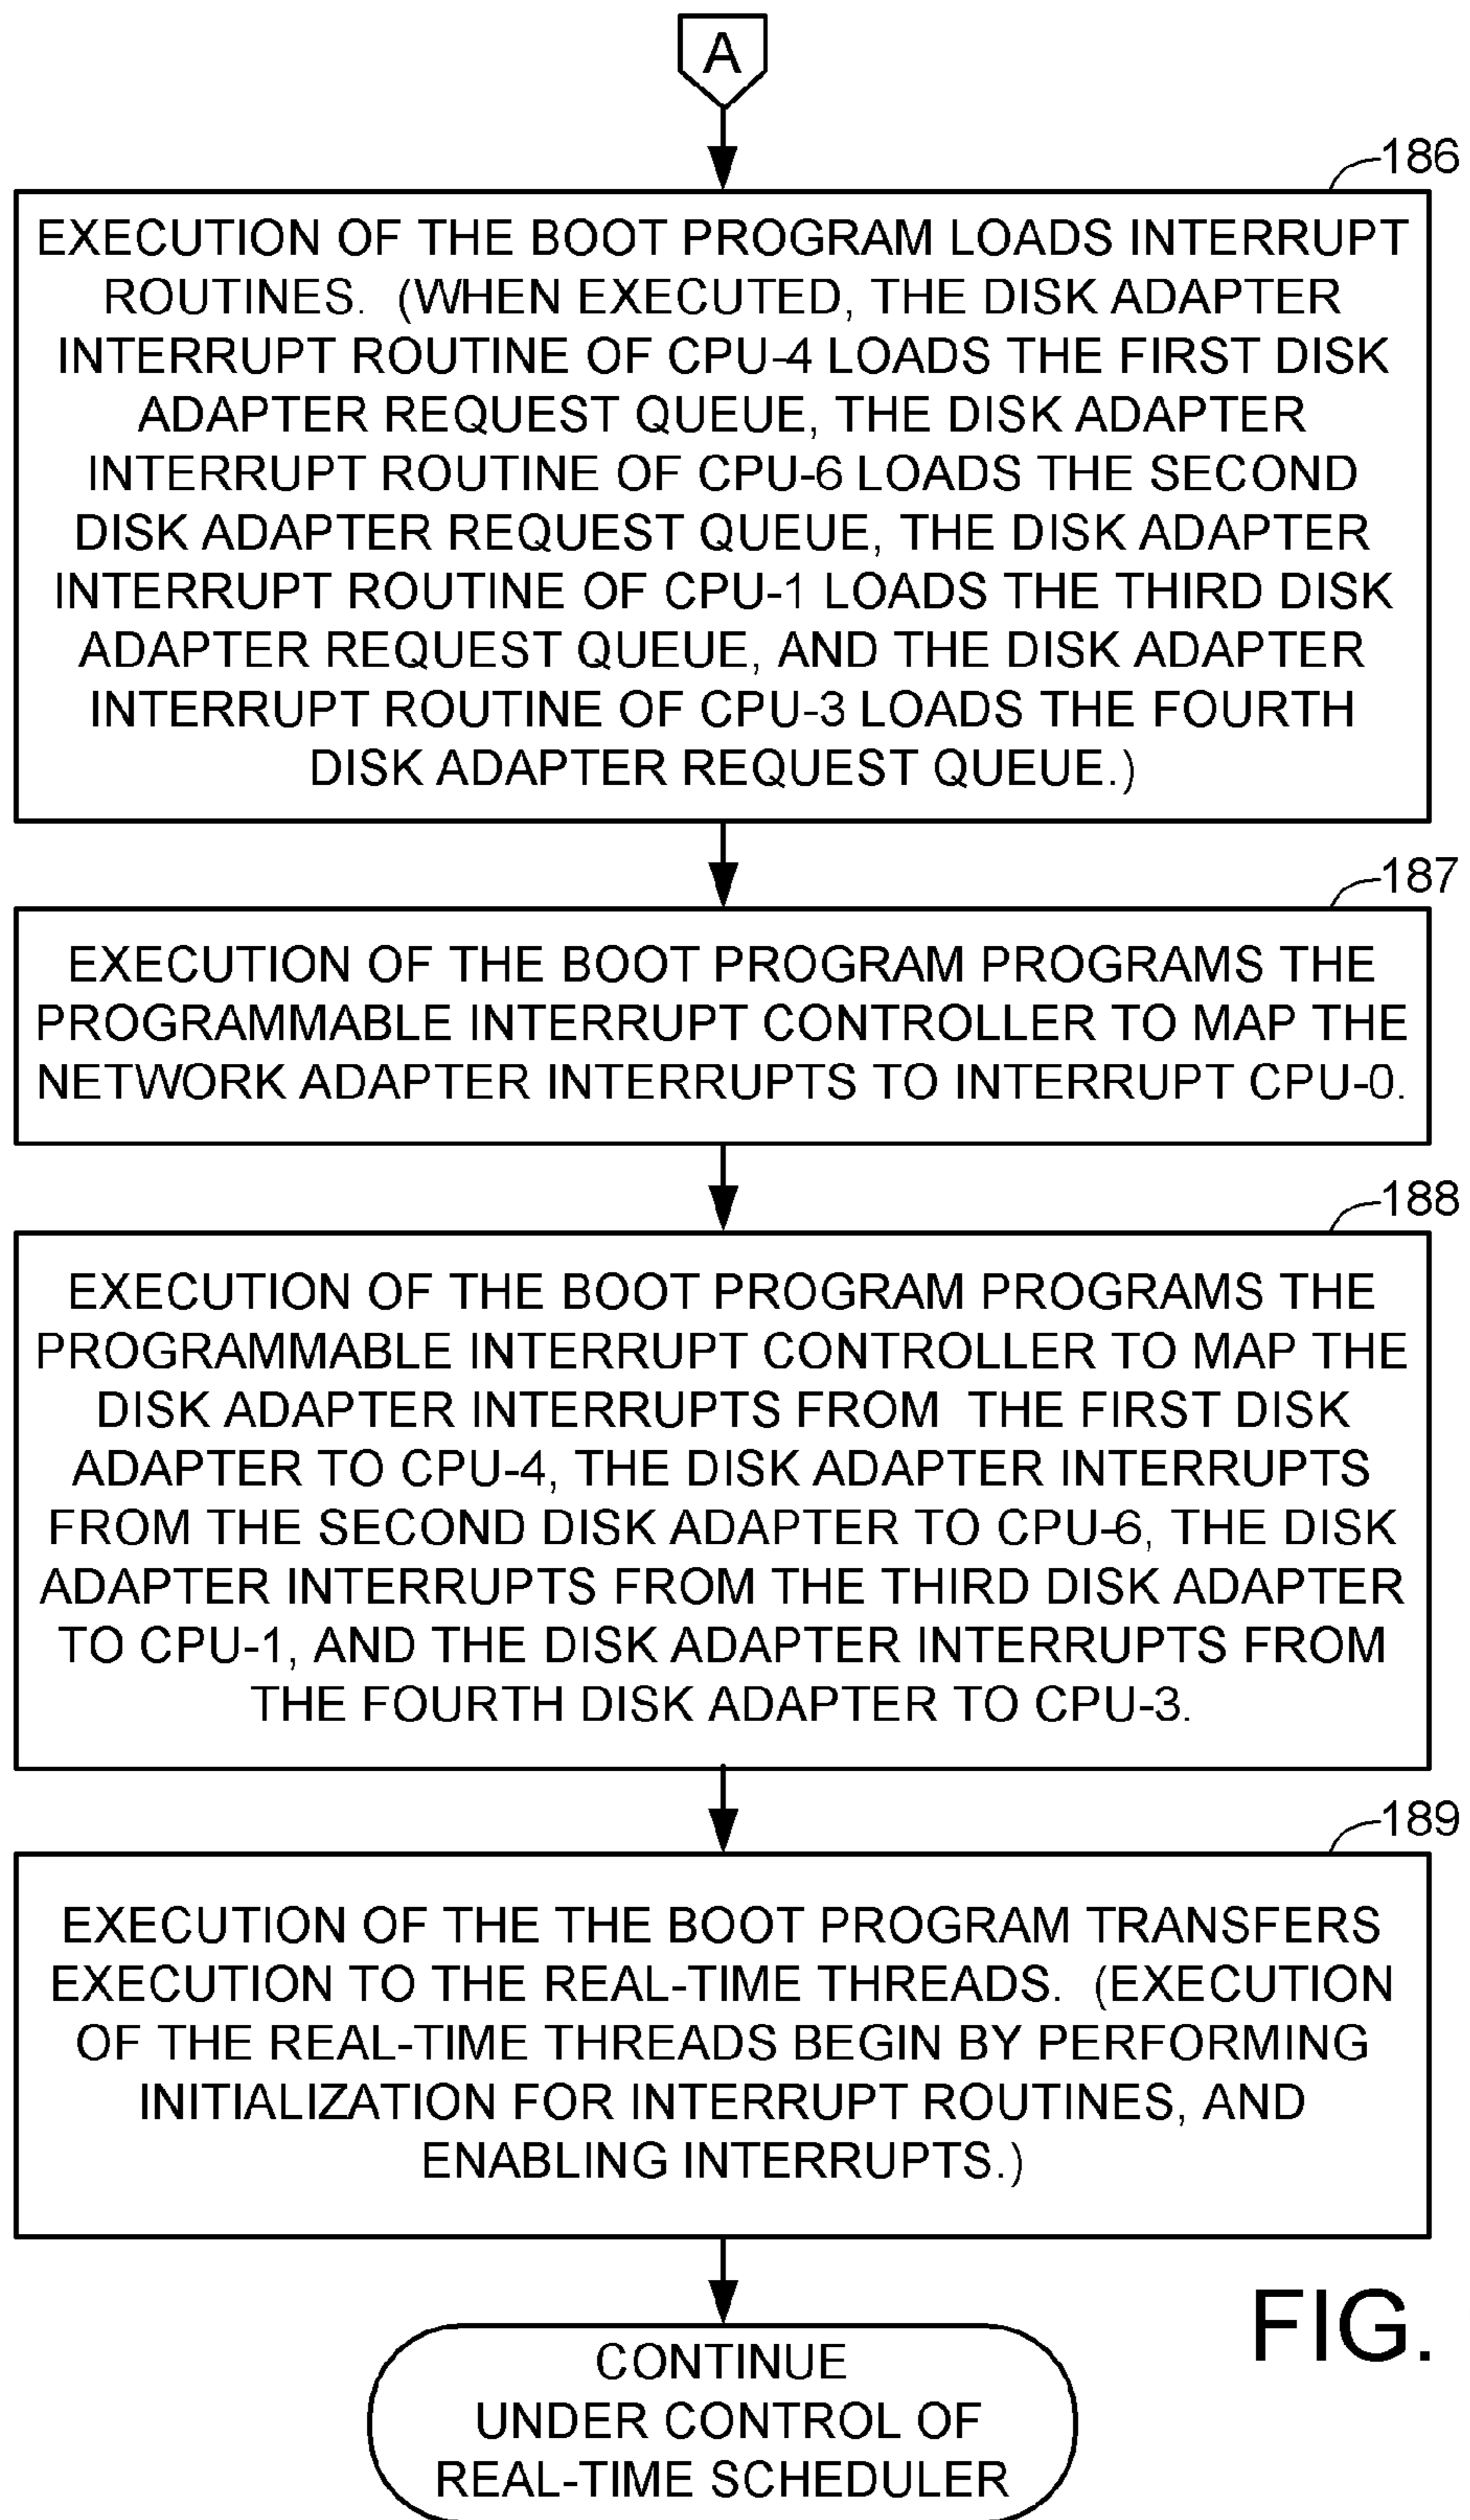 A
186
EXECUTION OF THE BOOT PROGRAM LOADS INTERRUPT
ROUTINES. (WHEN EXECUTED, THE DISK ADAPTER
INTERRUPT ROUTINE OF CPU-4 LOADS THE FIRST DISK
ADAPTER REQUEST QUEUE, THE DISK ADAPTER
INTERRUPT ROUTINE OF CPU-6 LOADS THE SECOND
DISK ADAPTER REQUEST QUEUE, THE DISK ADAPTER
INTERRUPT ROUTINE OF CPU-1 LOADS THE THIRD DISK
ADAPTER REQUEST QUEUE, AND THE DISK ADAPTER
INTERRUPT ROUTINE OF CPU-3 LOADS THE FOURTH
DISK ADAPTER REQUEST QUEUE.)
187
EXECUTION OF THE BOOT PROGRAM PROGRAMS THE
PROGRAMMABLE INTERRUPT CONTROLLER TO MAP THE
NETWORK ADAPTER INTERRUPTS TO INTERRUPT CPU-0.
188
EXECUTION OF THE BOOT PROGRAM PROGRAMS THE
PROGRAMMABLE INTERRUPT CONTROLLER TO MAP THE
DISK ADAPTER INTERRUPTS FROM THE FIRST DISK
ADAPTER TO CPU-4, THE DISK ADAPTER INTERRUPTS
FROM THE SECOND DISK ADAPTER TO CPU-6, THE DISK
ADAPTER INTERRUPTS FROM THE THIRD DISK ADAPTER
TO CPU-1, AND THE DISK ADAPTER INTERRUPTS FROM
THE FOURTH DISK ADAPTER TO CPU-3.
189
EXECUTION OF THE THE BOOT PROGRAM TRANSFERS
EXECUTION TO THE REAL-TIME THREADS. (EXECUTION
OF THE REAL-TIME THREADS BEGIN BY PERFORMING
INITIALIZATION FOR INTERRUPT ROUTINES, AND
ENABLING INTERRUPTS.)
FIG.
CONTINUE
UNDER CONTROL OF
REAL-TIME SCHEDULER